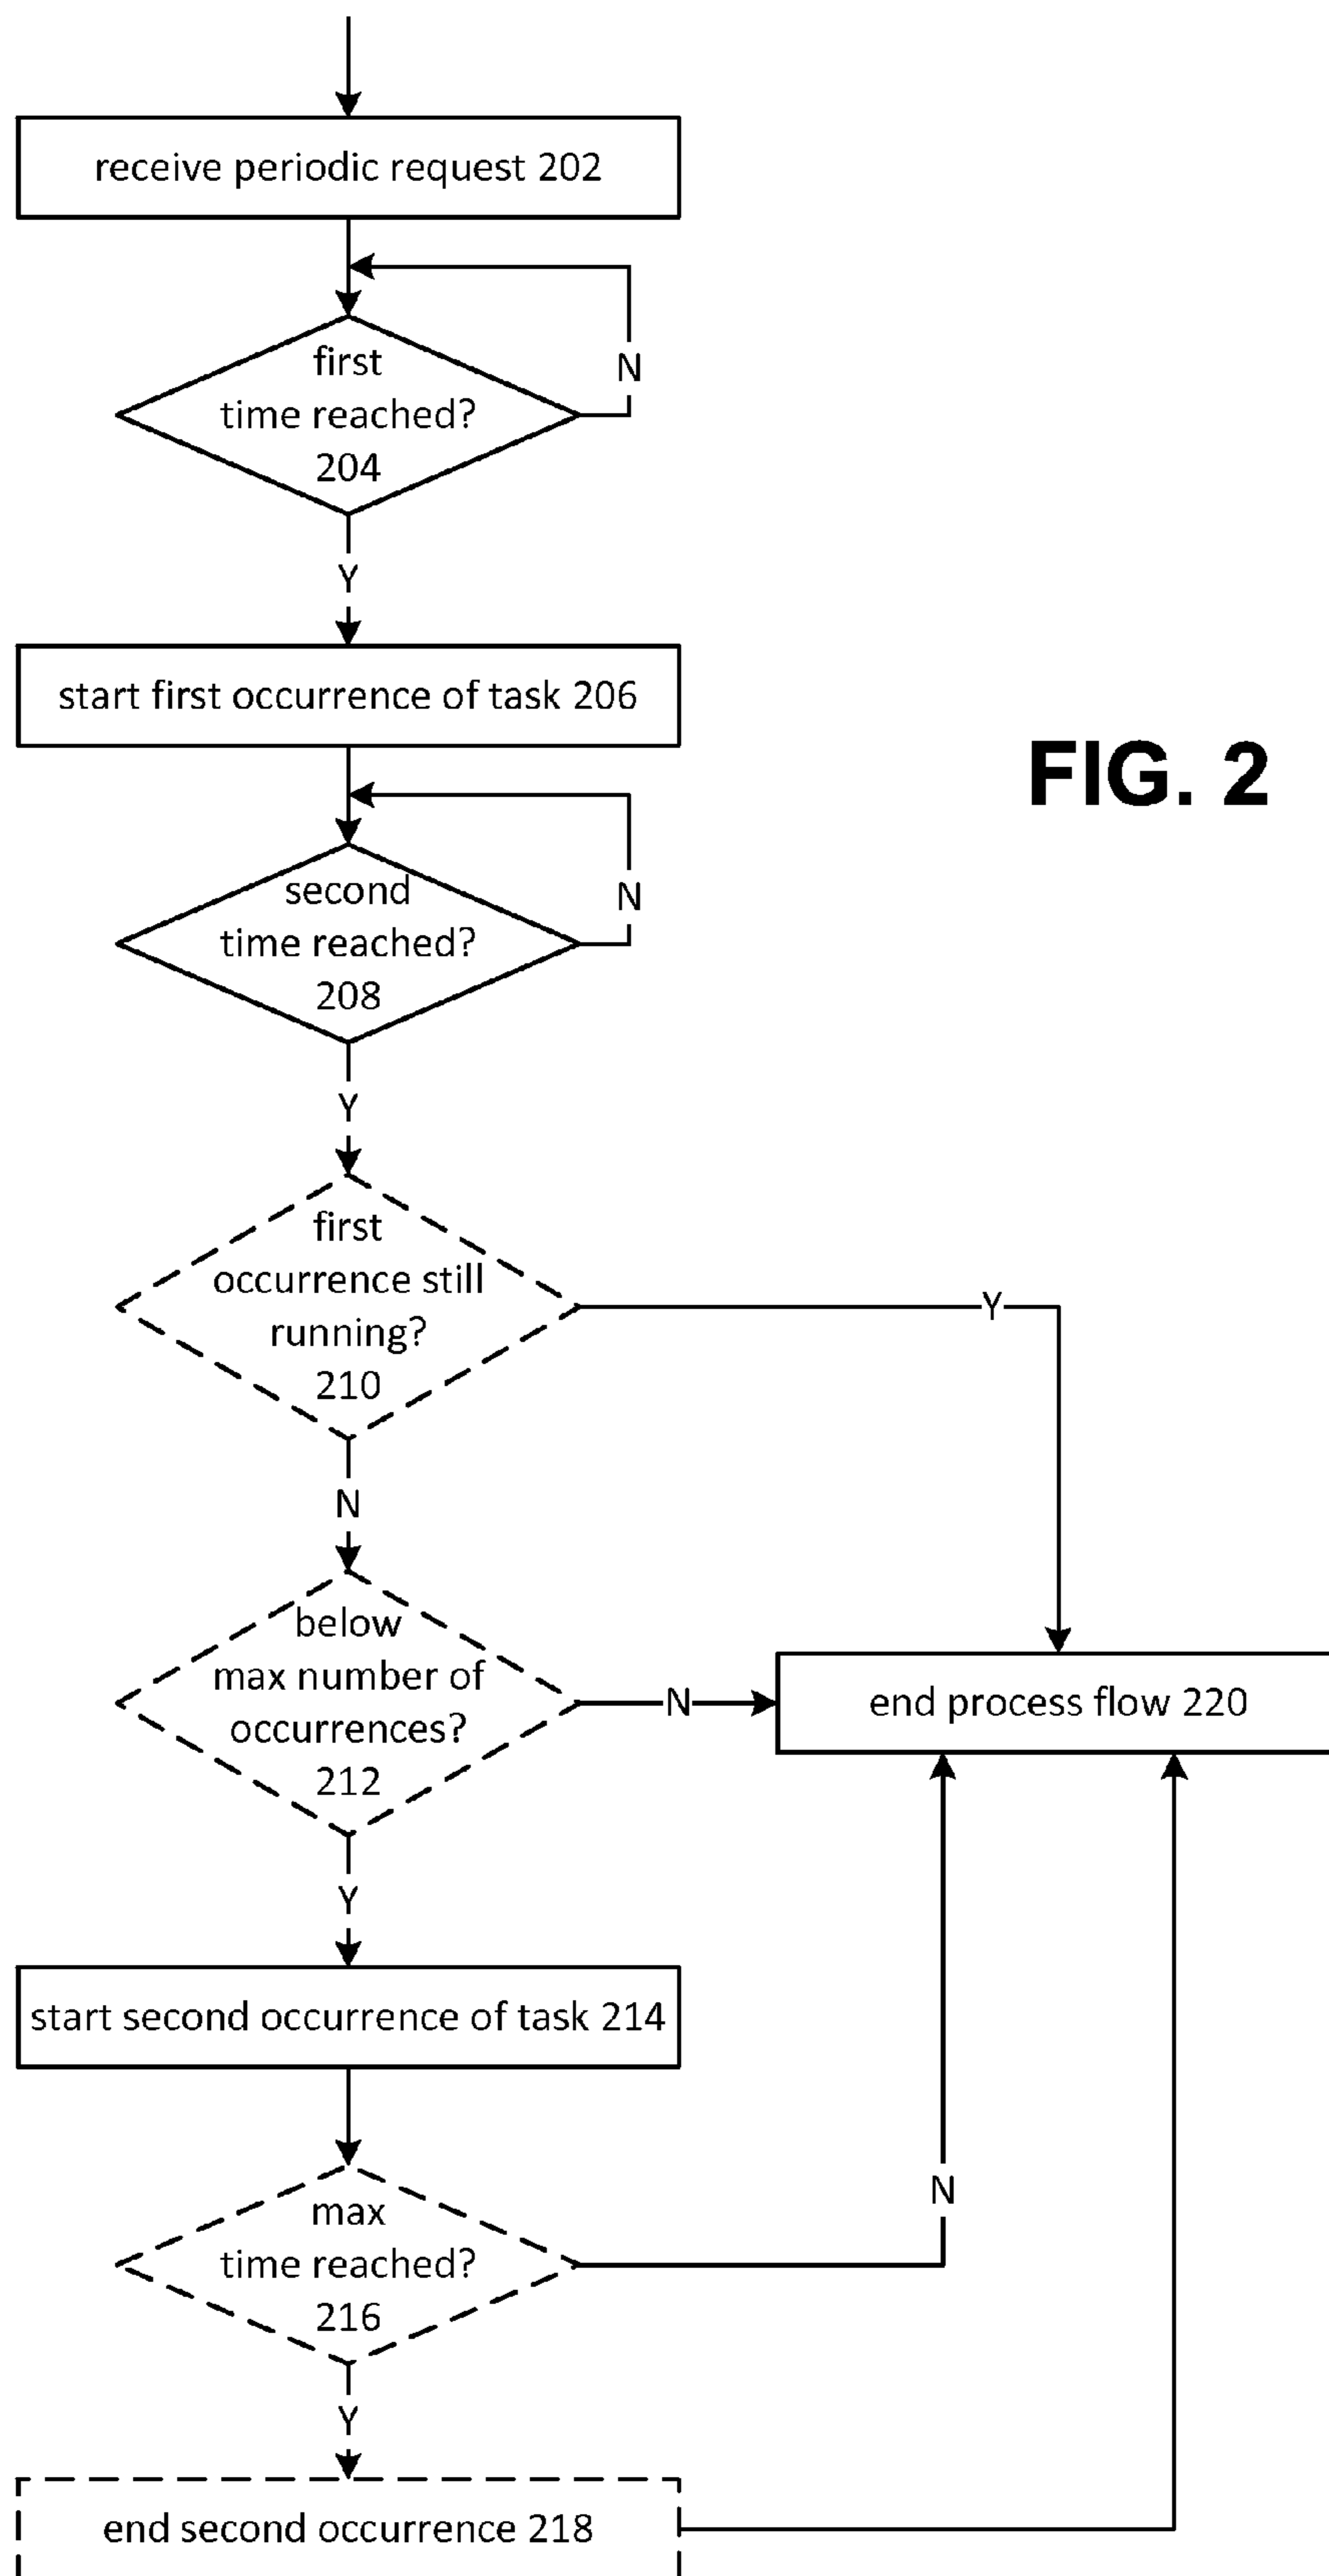 receive periodic request 202
first
time reached?
204
N
Y
start first occurrence of task 206
FIG. 2
second
time reached?
208
N
Y
first
occurrence still
running?
210
Y
N
below
max number of
occurrences?
212
N
end process flow 220
Y
start second occurrence of task 214
max
time reached?
216
N
Y
end second occurrence 218